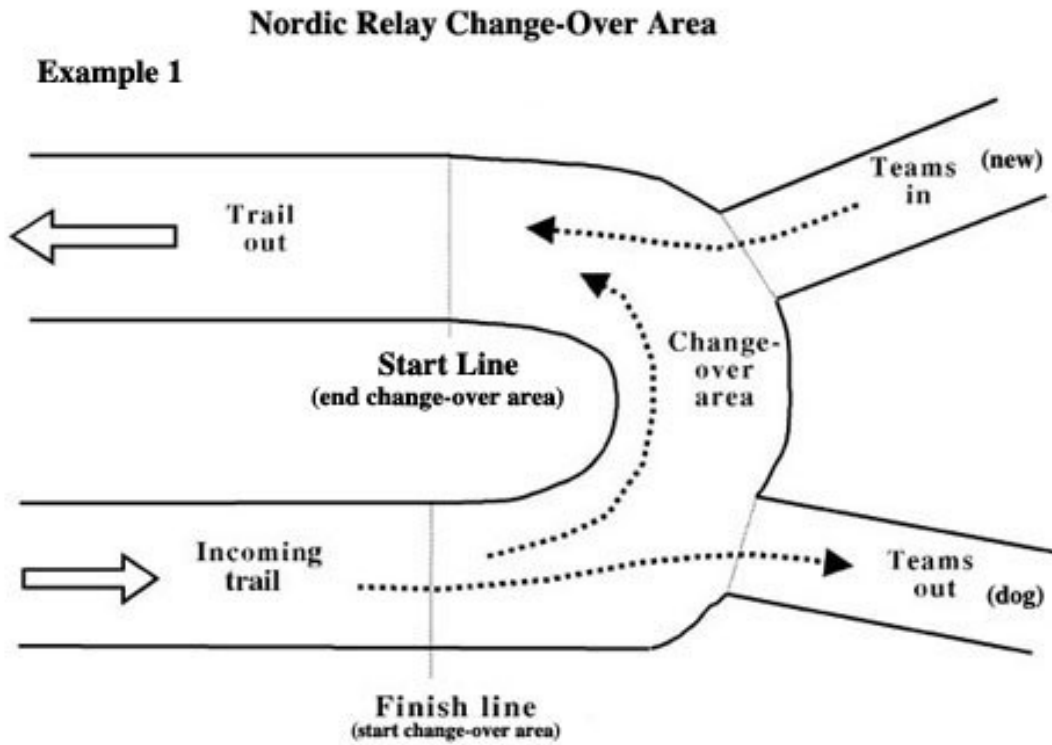 Nordic Relay Change-Over Area
Example 1
Teams
in
(new)
Trail
out
Change-
over
area
Start Line
(end change-over area)
Incoming
trail
Teams
out
(dog)
Finish line
(start change-over area)